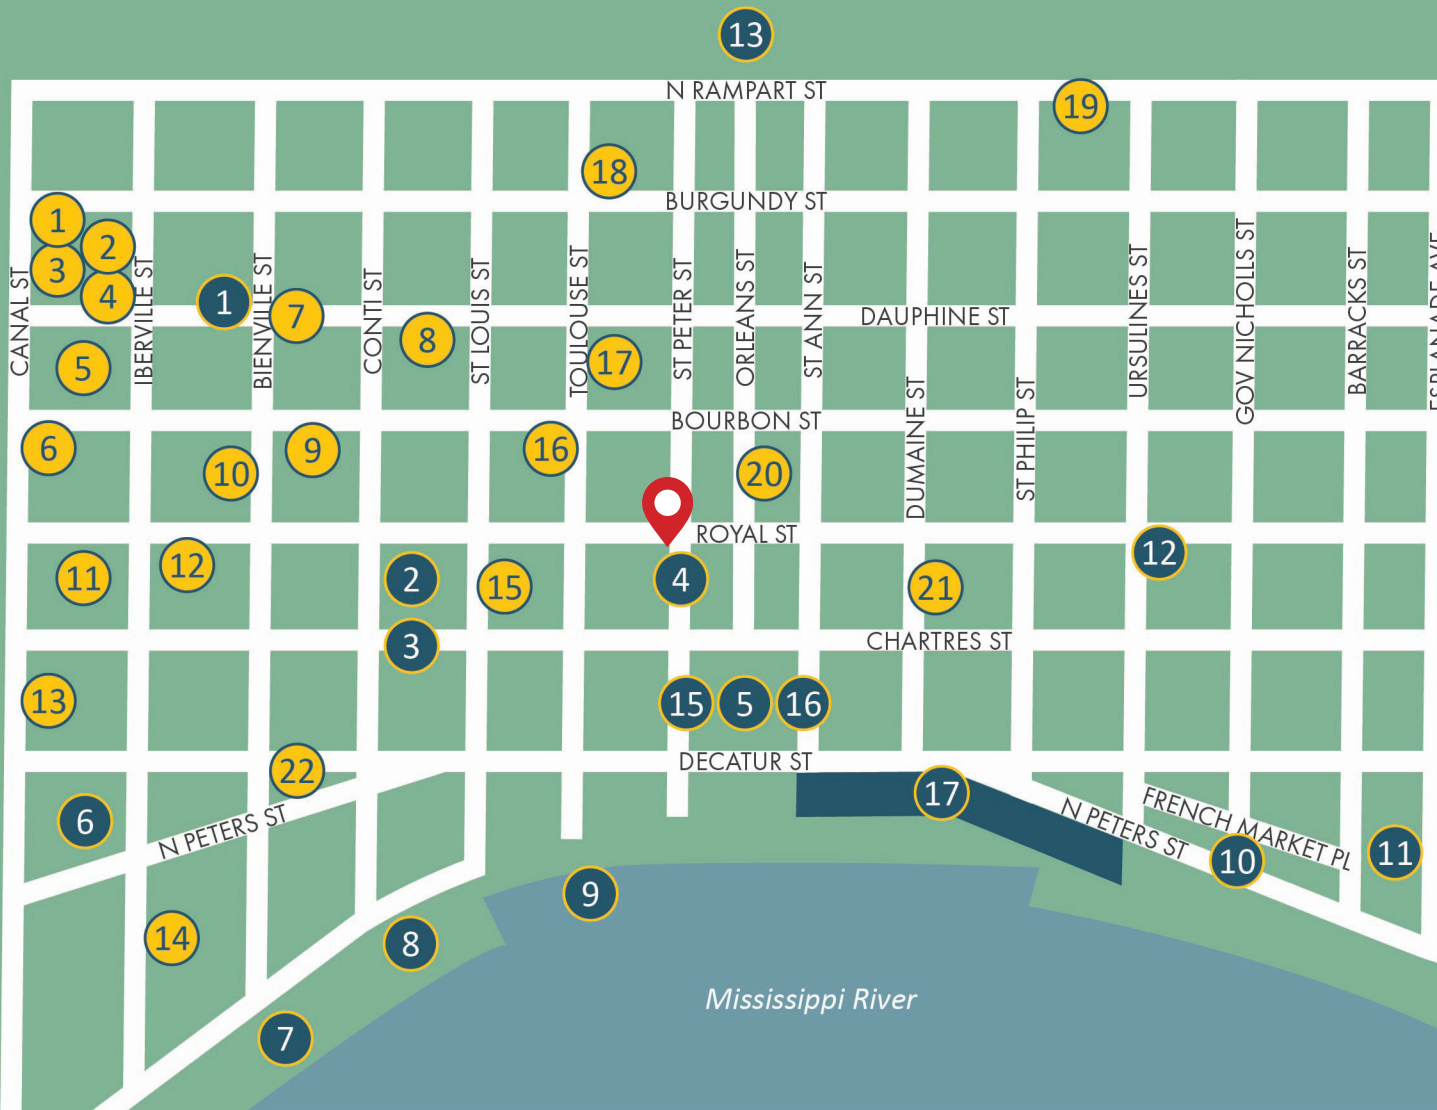 13
N RAMPART ST
19
18
BURGUNDY ST
1
2
3
4
1
7
8
5
17
CANAL ST
IBERVILLE ST
BIENVILLE ST
CONTI ST
ST LOUIS ST
TOULOUSE ST
ST PETER ST
ORLEANS ST
ST ANN ST
DAUPHINE ST
DUMAINE ST
ST PHILIP ST
URSULINES ST
GOV NICHOLLS ST
BARRACKS ST
ESPLANADE AVE
BOURBON ST
6
10
9
16
20
ROYAL ST
11
12
2
15
4
21
12
3
CHARTRES ST
13
15
5
16
DECATUR ST
22
17
6
N PETERS ST
N PETERS ST
FRENCH MARKET PL
10
11
14
8
9
7
Mississippi River